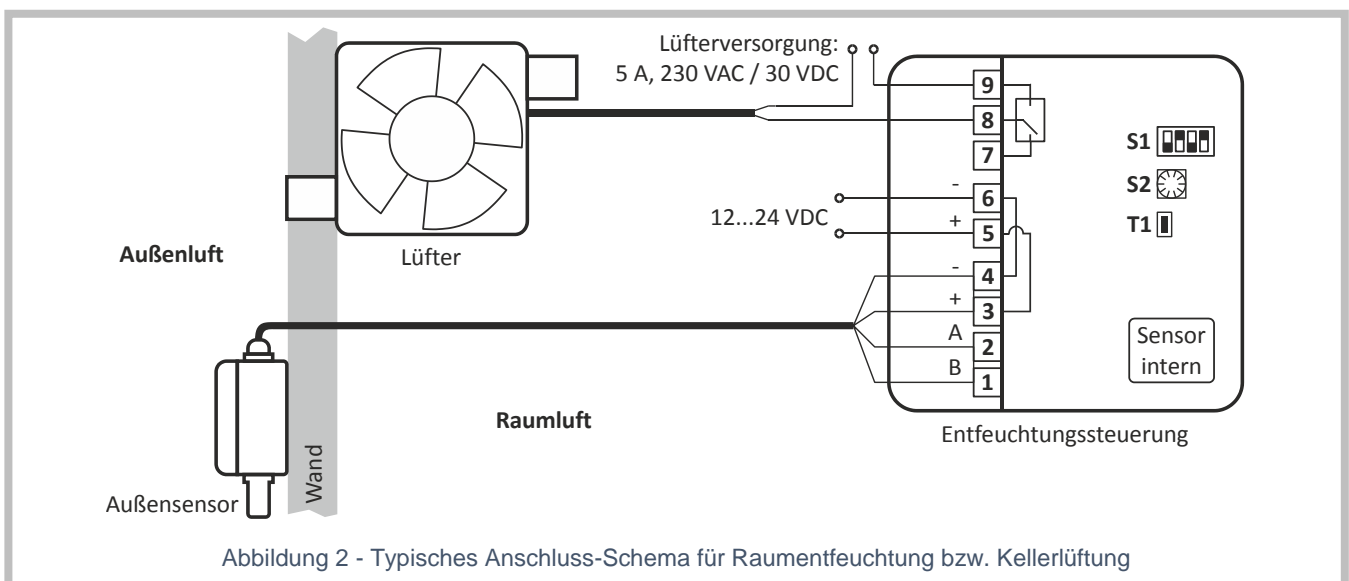 Lüfterversorgung:
5 A, 230 VAC / 30 VDC
9
8
7
S1
S2
T1
-
6
12...24 VDC
+
5
Außenluft
Lüfter
-
4
+
3
A
2
B
1
Sensor
intern
Raumluft
Entfeuchtungssteuerung
Wand
Außensensor
Abbildung 2 - Typisches Anschluss-Schema für Raumentfeuchtung bzw. Kellerlüftung